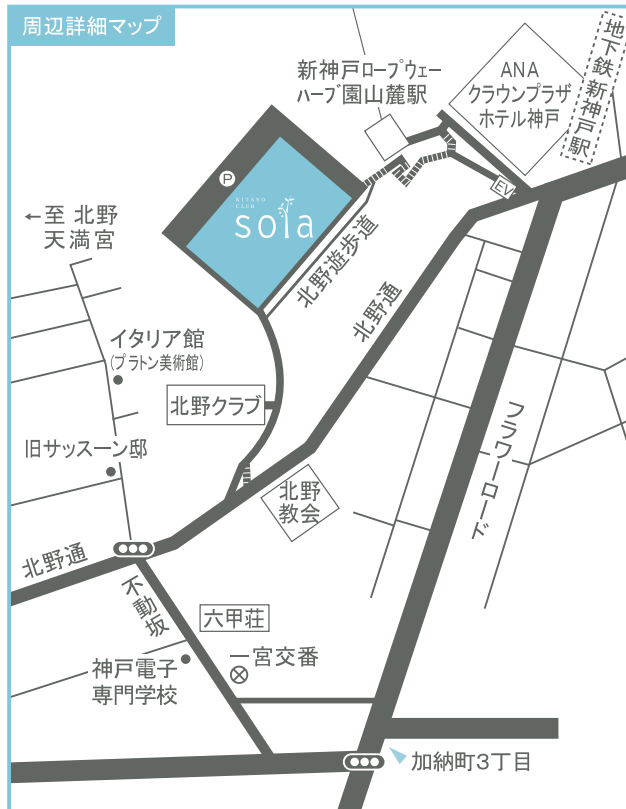 周辺詳細マップ
地下鉄 新神戸駅
新神戸ロープウェー
ハーブ園山麓駅
ANA
クラウンプラザ
ホテル神戸
EV
P
KITANO
CLUB
sola
←至 北野
天満宮
北野遊歩道
北野通
イタリア館
(プラトン美術館)
北野クラブ
フラワーロード
旧サッスーン邸
北野
教会
北野通
不動坂
六甲荘
一宮交番
神戸電子
専門学校
加納町3丁目